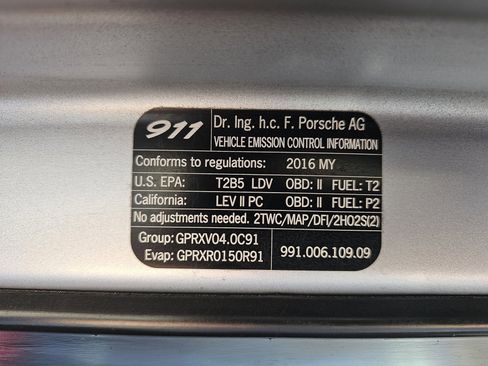 911 Dr. Ing. h.c. F. Porsche AG
VEHICLE EMISSION CONTROL INFORMATION
Conforms to regulations: 2016 MY
U.S. EPA: T2B5 LDV OBD: II FUEL: T2
California: LEV II PC OBD: II FUEL: P2
No adjustments needed. 2TWC/MAP/DFI/2HO2S(2)
Group: GPRXV04.0C91
Evap: GPRXR0150R91 991.006.109.09